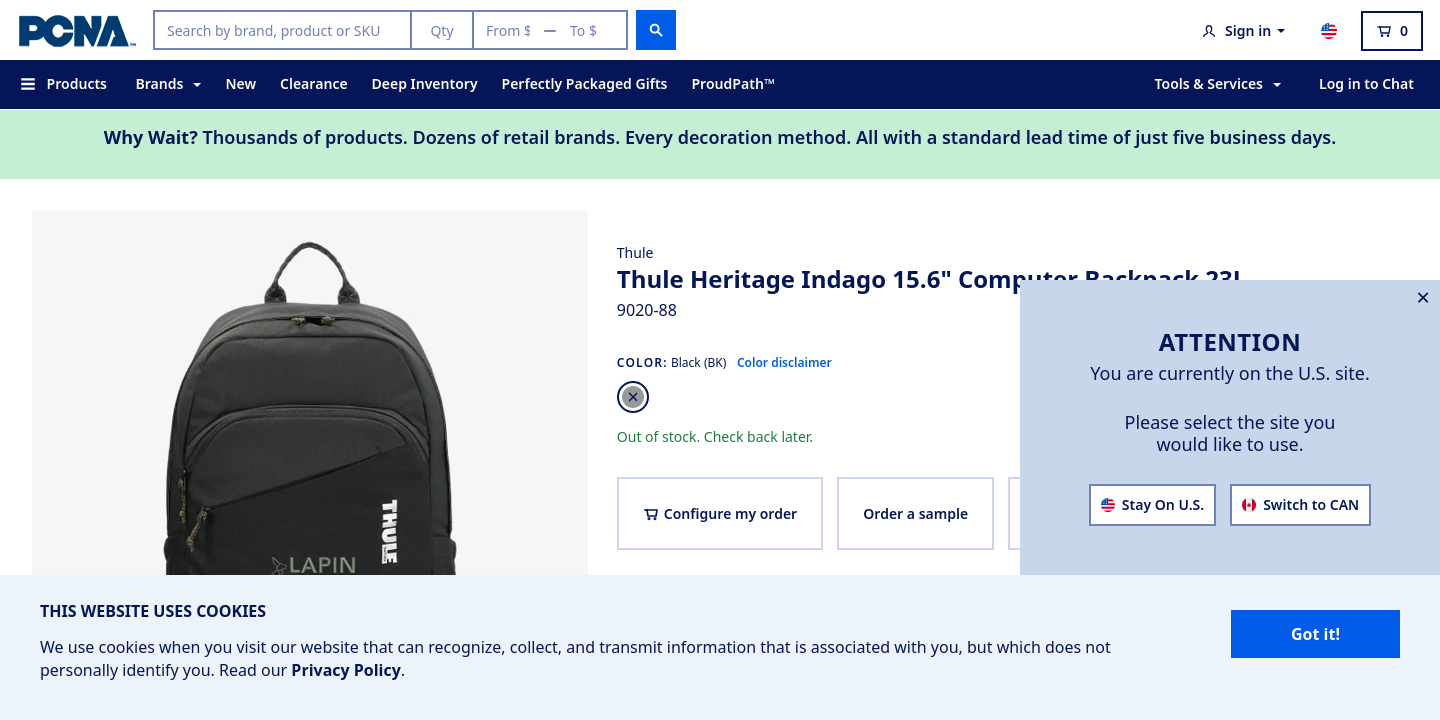 PCNA™
Search by brand, product or SKU
Qty
From $
—
To $
Sign in
0
Products
Brands
New
Clearance
Deep Inventory
Perfectly Packaged Gifts
ProudPath™
Tools & Services
Log in to Chat
Why Wait? Thousands of products. Dozens of retail brands. Every decoration method. All with a standard lead time of just five business days.
THULE
LAPIN
Thule
Thule Heritage Indago 15.6" Computer Backpack 23L
9020-88
COLOR: Black (BK)
Color disclaimer
Out of stock. Check back later.
Configure my order
Order a sample
ATTENTION
You are currently on the U.S. site.
Please select the site you
would like to use.
Stay On U.S.
Switch to CAN
THIS WEBSITE USES COOKIES
We use cookies when you visit our website that can recognize, collect, and transmit information that is associated with you, but which does not
personally identify you. Read our Privacy Policy.
Got it!